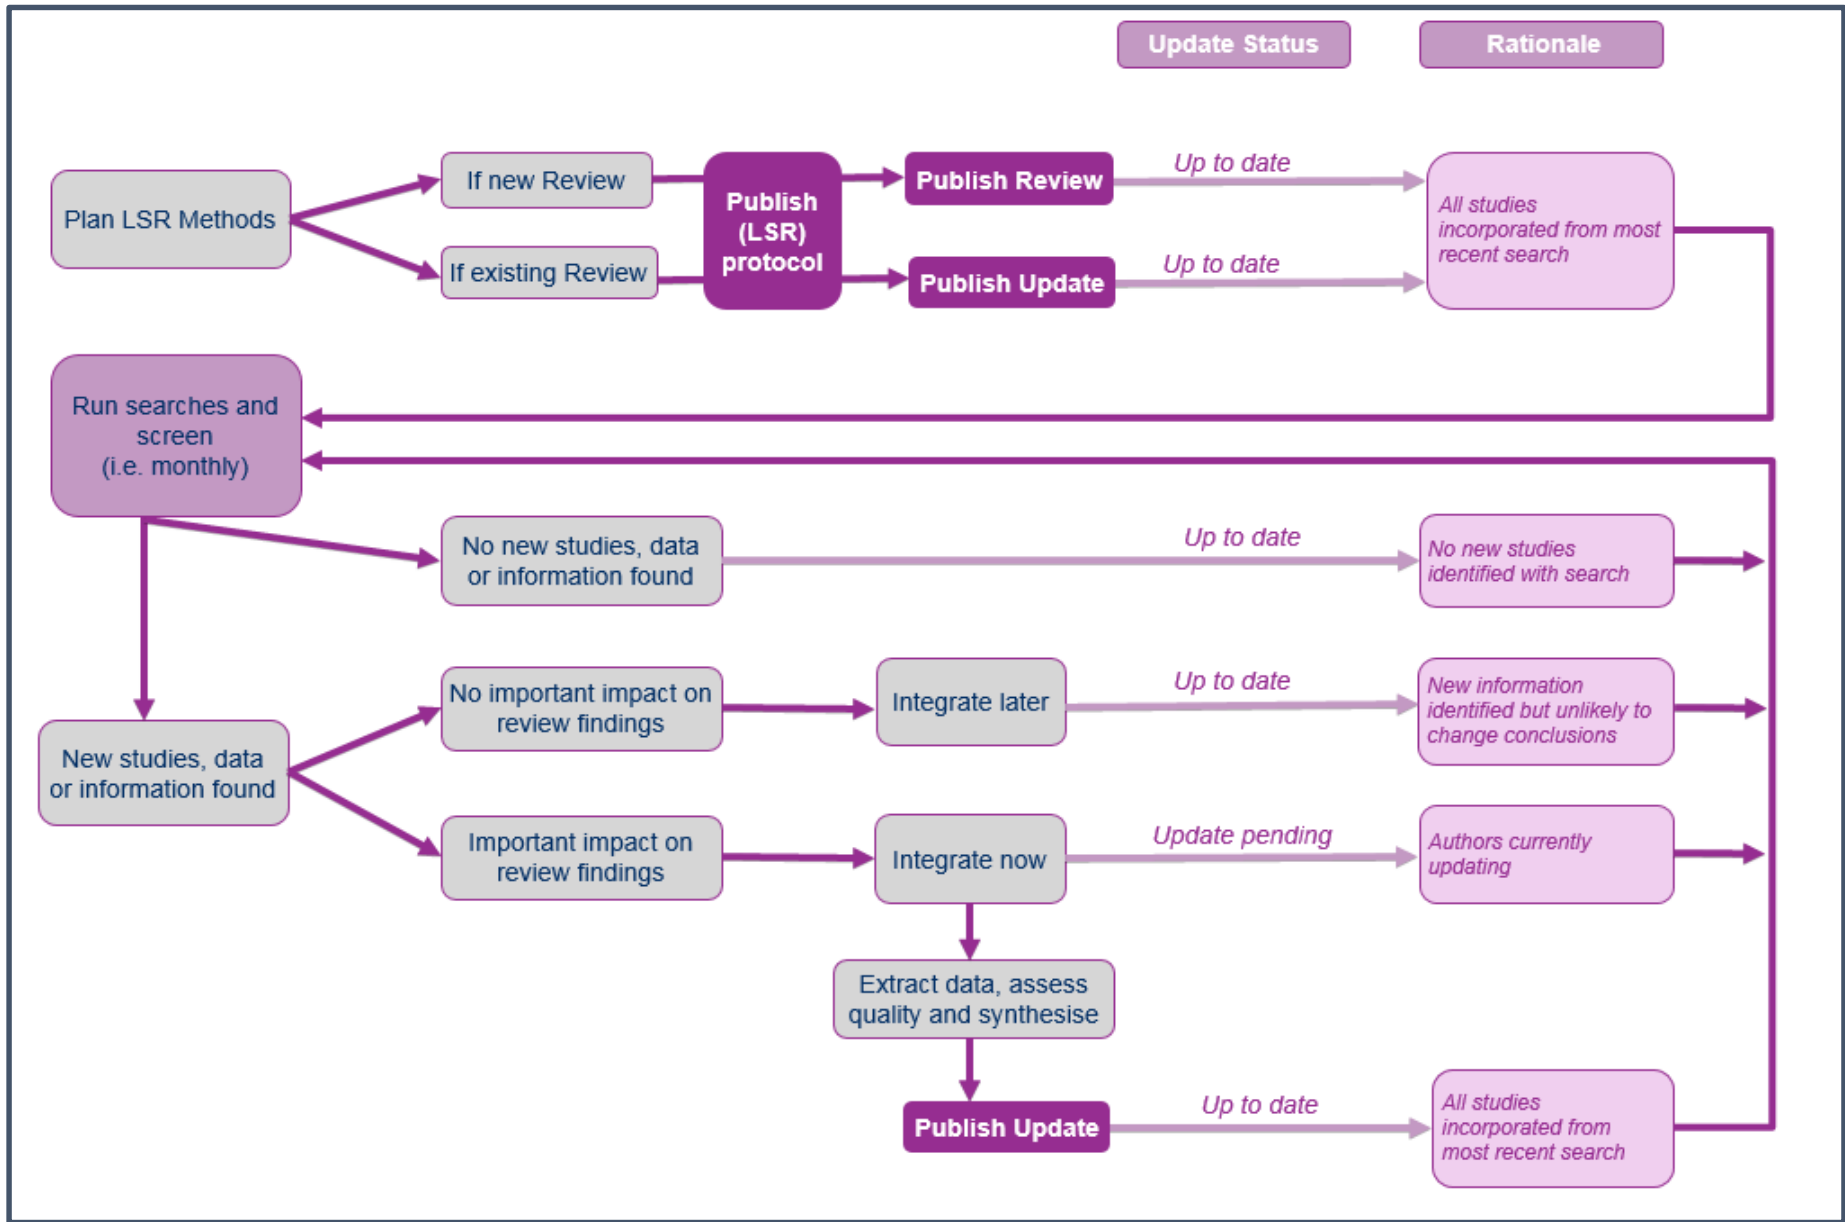 Update Status
Rationale
Plan LSR Methods
If new Review
If existing Review
Publish
(LSR)
protocol
Publish Review
Publish Update
Up to date
Up to date
All studies
incorporated from most
recent search
Run searches and
screen
(i.e. monthly)
No new studies, data
or information found
Up to date
No new studies
identified with search
New studies, data
or information found
No important impact on
review findings
Integrate later
Up to date
New information
identified but unlikely to
change conclusions
Important impact on
review findings
Integrate now
Update pending
Authors currently
updating
Extract data, assess
quality and synthesise
Publish Update
Up to date
All studies
incorporated from
most recent search